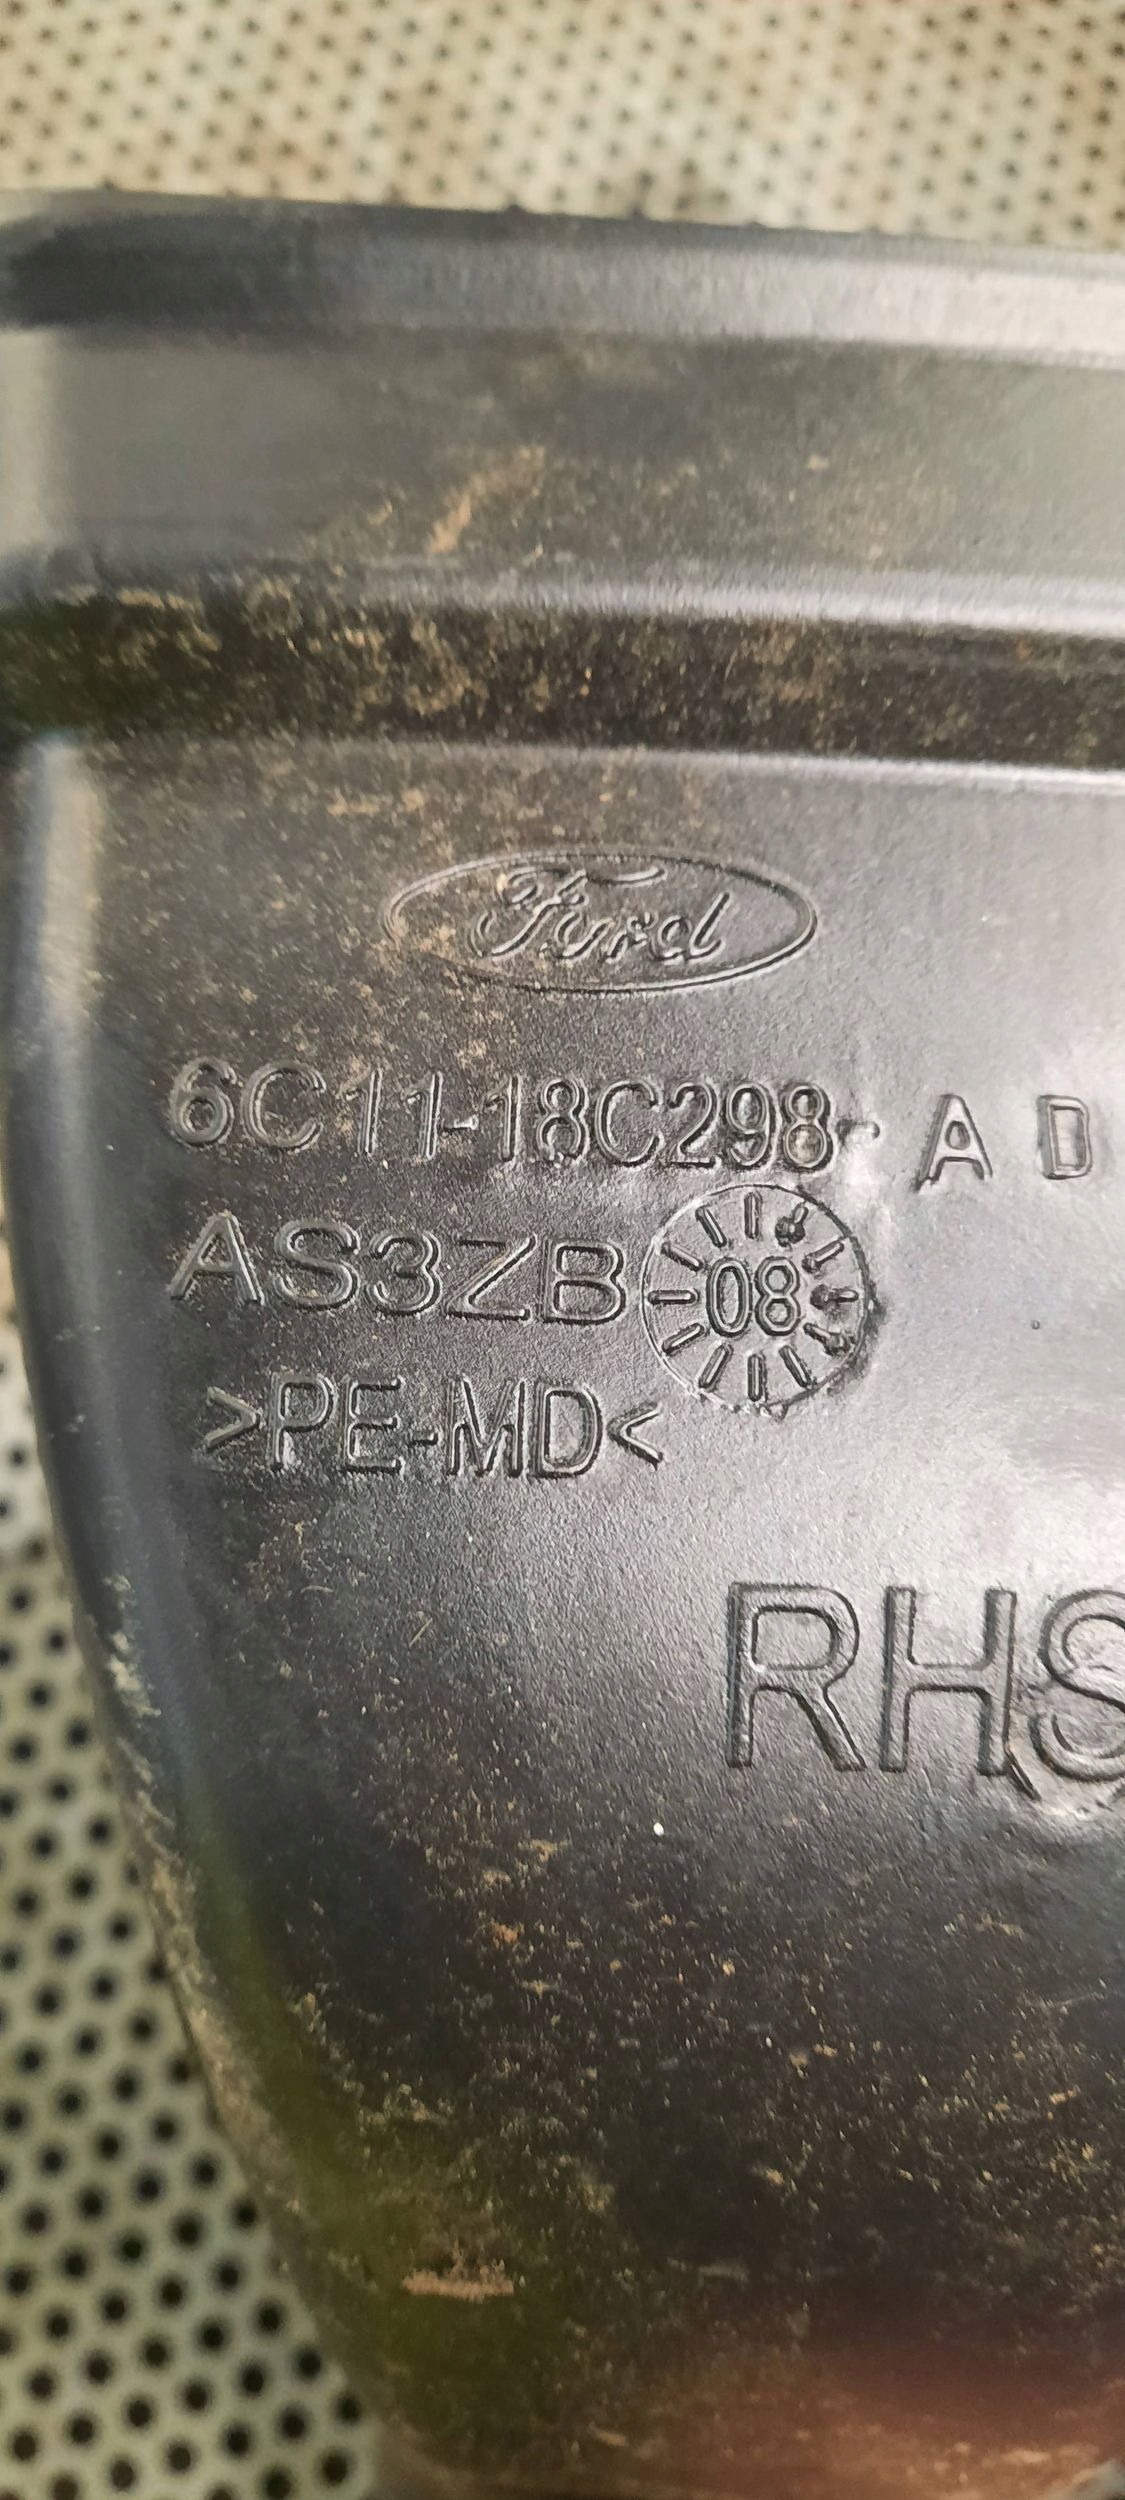 Ford
6C11-18C298-AD
AS3ZB 08
>PE-MD<
RHS